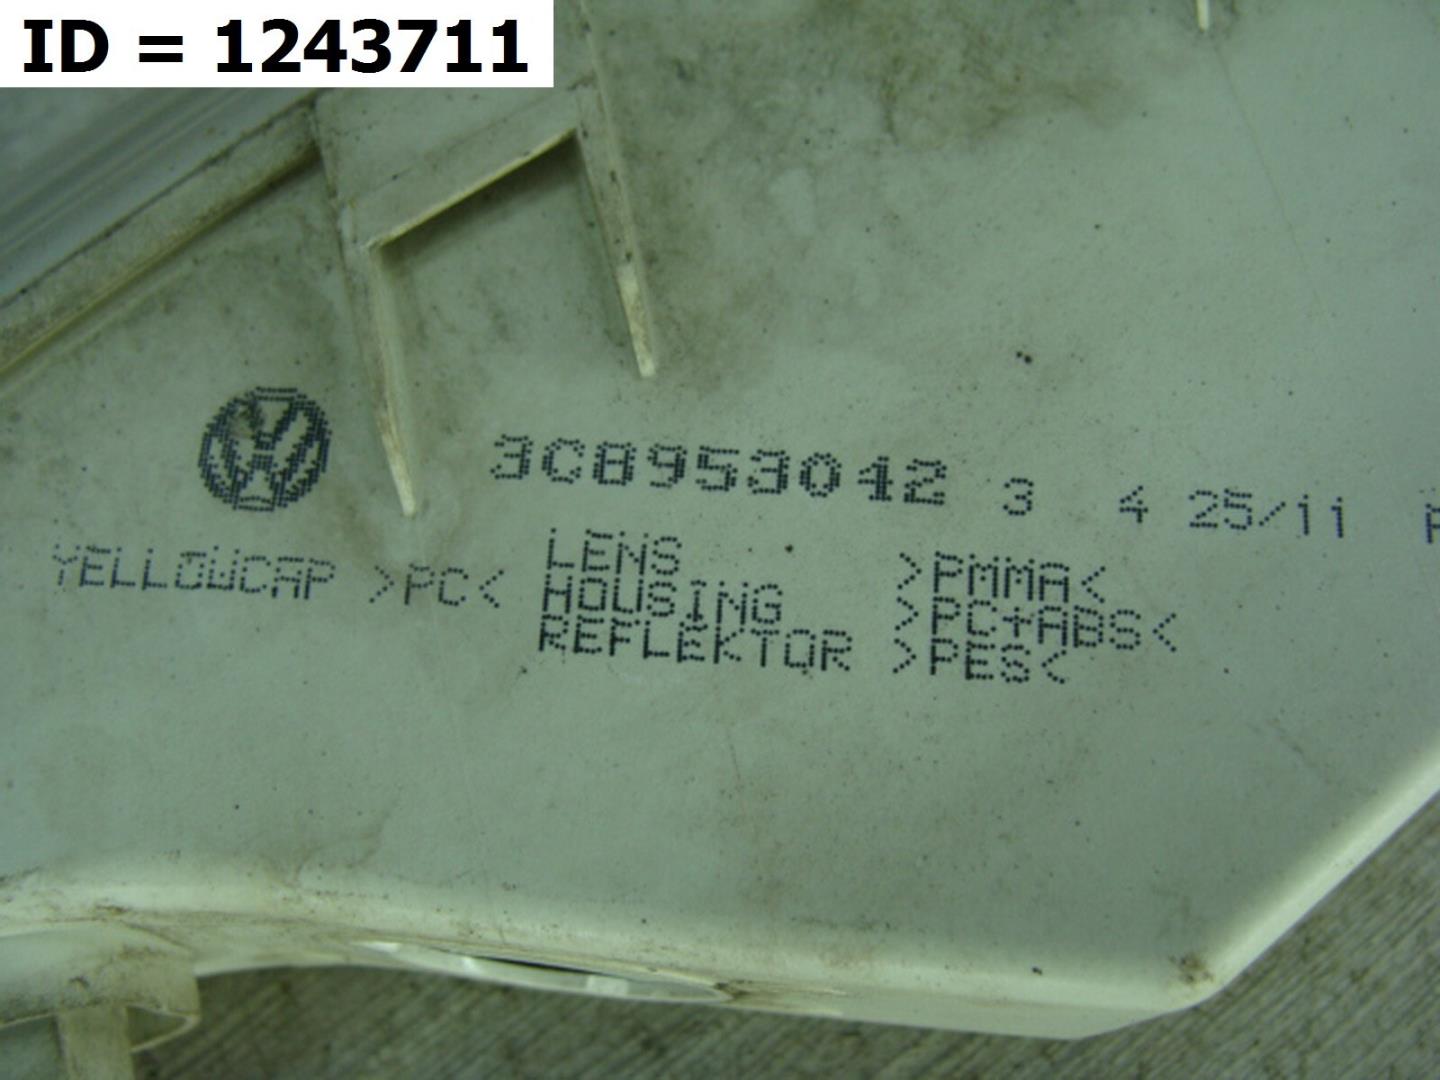 ID = 1243711
3C8953042 3 4 25/11
YELLOWCAP >PC<
LENS >PMMA<
HOUSING >PC+ABS<
REFLEKTOR >PES<